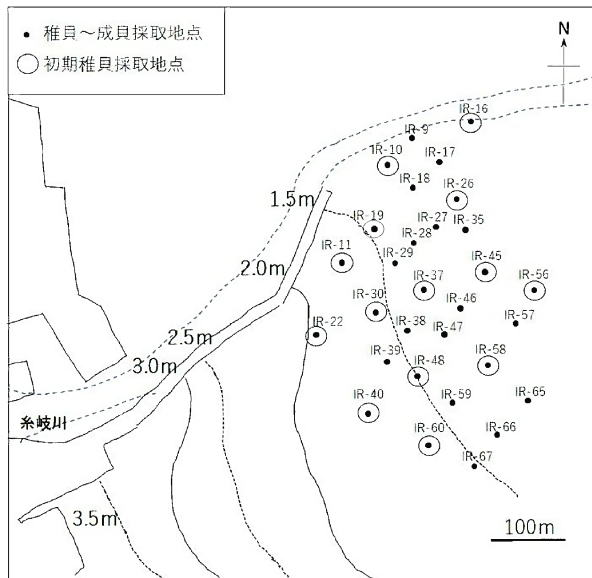 稚貝～成貝採取地点
初期稚貝採取地点
N
IR-16
IR-9
IR-10
IR-17
IR-18
IR-26
1.5m
IR-19
IR-27
IR-35
IR-28
IR-11
IR-29
2.0m
IR-45
IR-37
IR-56
IR-30
IR-46
IR-22
IR-38
IR-47
IR-57
2.5m
IR-39
IR-48
IR-58
3.0m
IR-40
IR-59
IR-65
糸岐川
IR-60
IR-66
IR-67
3.5m
100m